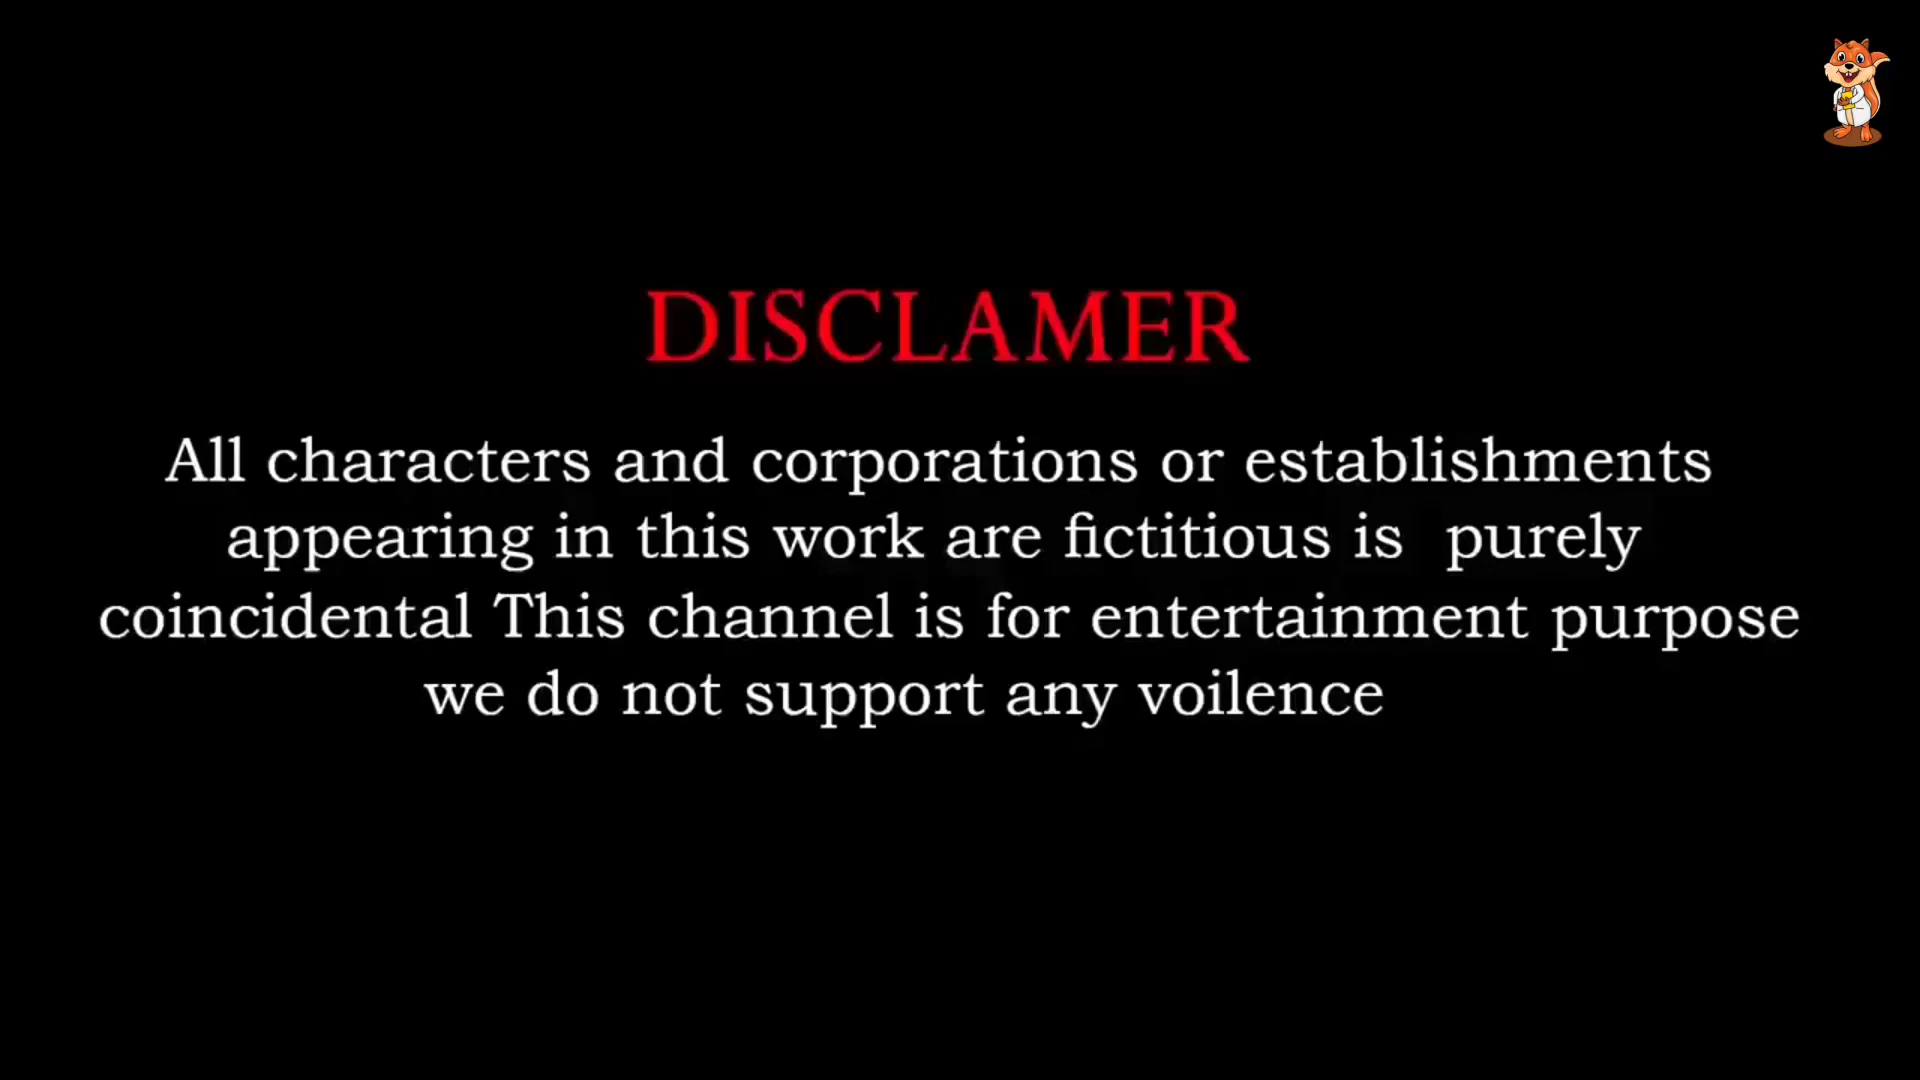 DISCLAMER
All characters and corporations or establishments
appearing in this work are fictitious is purely
coincidental This channel is for entertainment purpose
we do not support any voilence